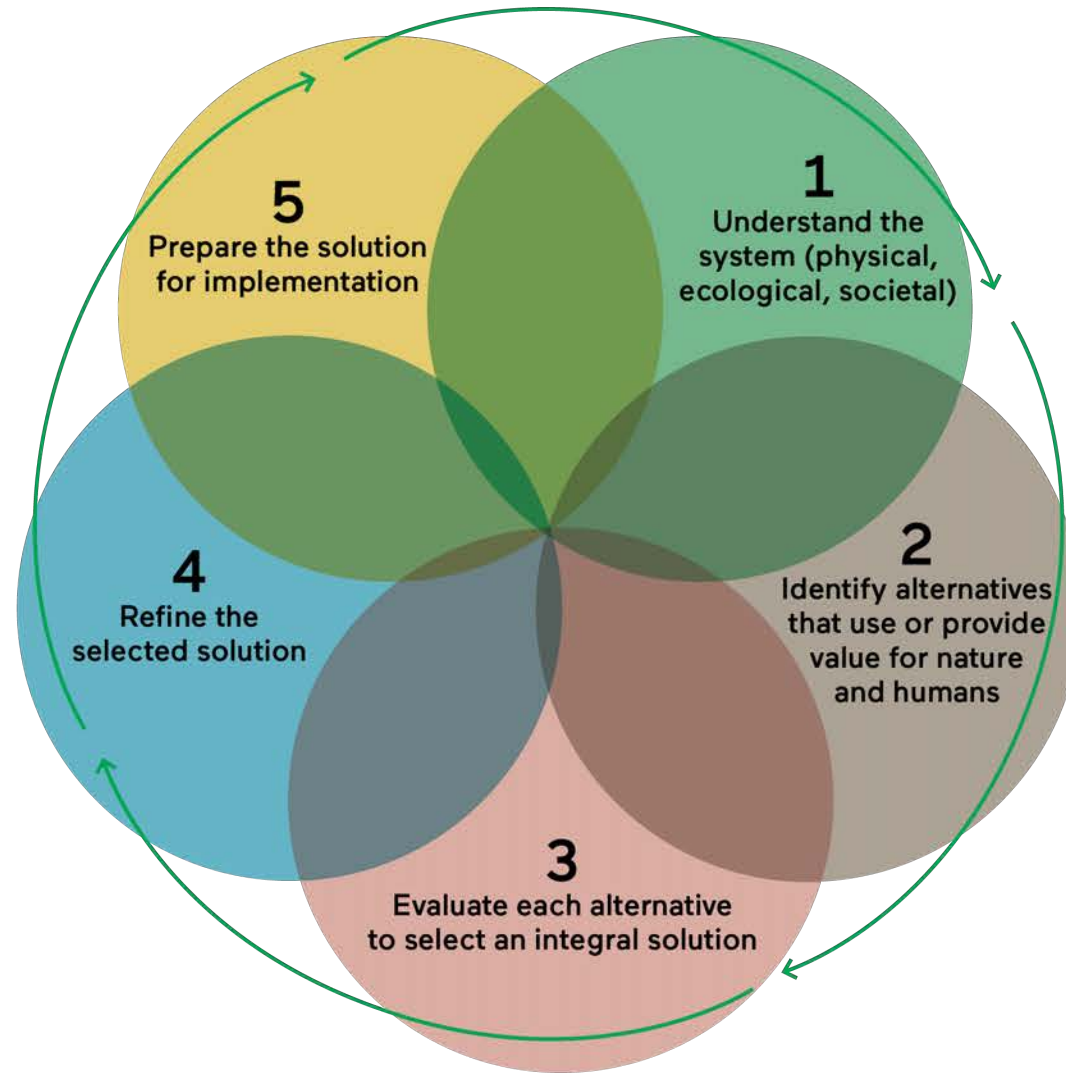 1
Understand the
system (physical,
ecological, societal)
2
Identify alternatives
that use or provide
value for nature
and humans
3
Evaluate each alternative
to select an integral solution
4
Refine the
selected solution
5
Prepare the solution
for implementation